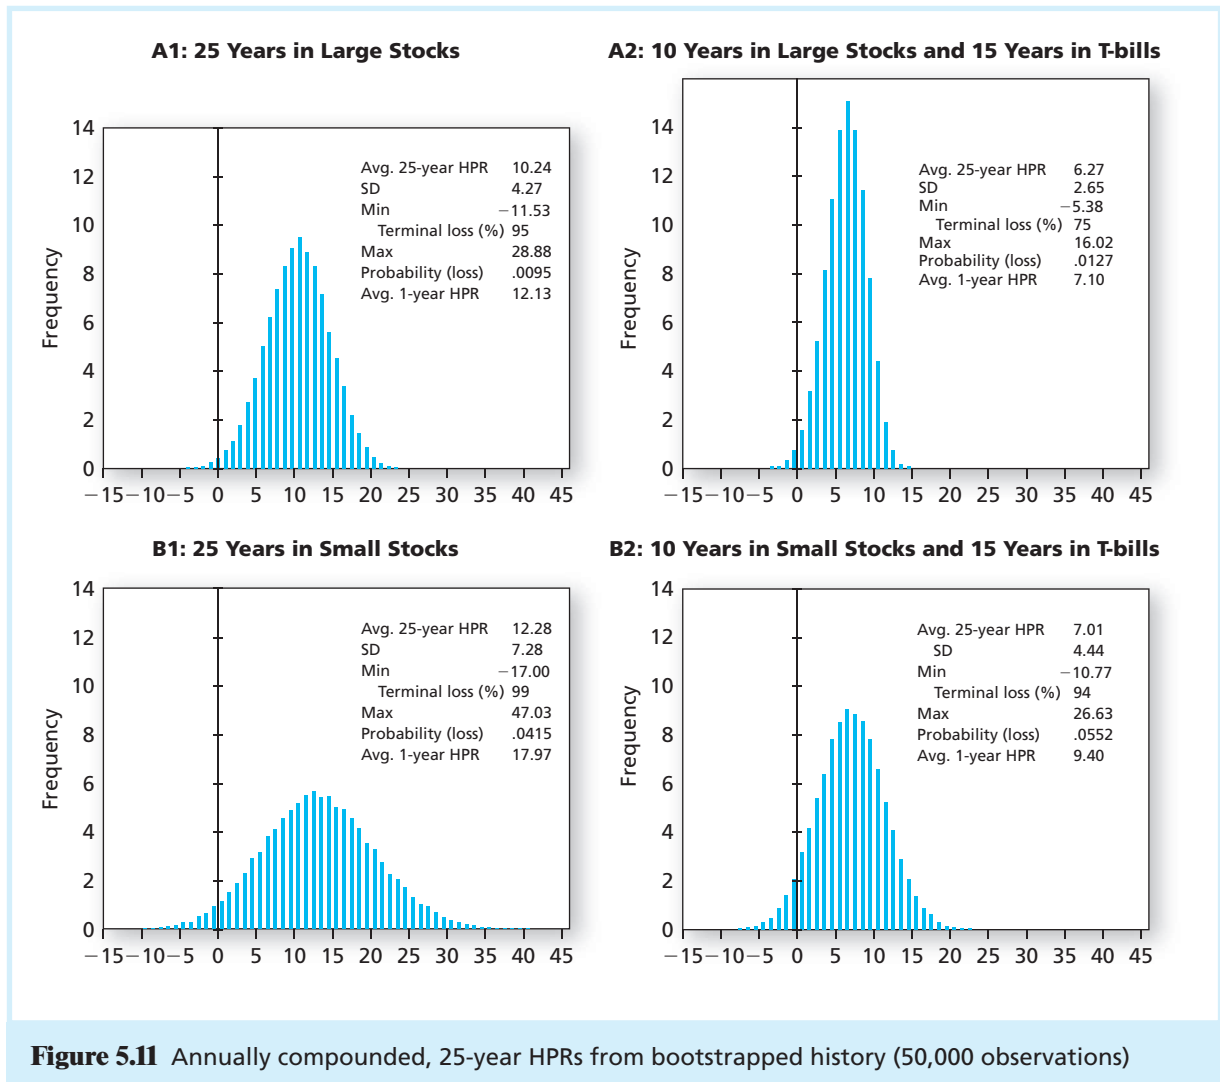 A1: 25 Years in Large Stocks
Frequency
14
12
10
8
6
4
2
0
−15−10−5 0 5 10 15 20 25 30 35 40 45
Avg. 25-year HPR 10.24
SD 4.27
Min −11.53
Terminal loss (%) 95
Max 28.88
Probability (loss) .0095
Avg. 1-year HPR 12.13
A2: 10 Years in Large Stocks and 15 Years in T-bills
Frequency
14
12
10
8
6
4
2
0
−15−10−5 0 5 10 15 20 25 30 35 40 45
Avg. 25-year HPR 6.27
SD 2.65
Min −5.38
Terminal loss (%) 75
Max 16.02
Probability (loss) .0127
Avg. 1-year HPR 7.10
B1: 25 Years in Small Stocks
Frequency
14
12
10
8
6
4
2
0
−15−10−5 0 5 10 15 20 25 30 35 40 45
Avg. 25-year HPR 12.28
SD 7.28
Min −17.00
Terminal loss (%) 99
Max 47.03
Probability (loss) .0415
Avg. 1-year HPR 17.97
B2: 10 Years in Small Stocks and 15 Years in T-bills
Frequency
14
12
10
8
6
4
2
0
−15−10−5 0 5 10 15 20 25 30 35 40 45
Avg. 25-year HPR 7.01
SD 4.44
Min −10.77
Terminal loss (%) 94
Max 26.63
Probability (loss) .0552
Avg. 1-year HPR 9.40
Figure 5.11 Annually compounded, 25-year HPRs from bootstrapped history (50,000 observations)